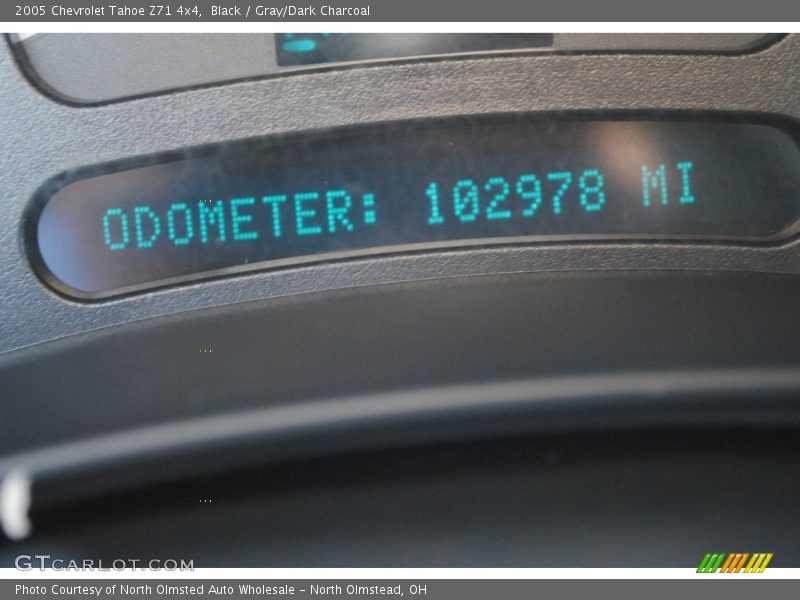 2005 Chevrolet Tahoe Z71 4x4, Black / Gray/Dark Charcoal
ODOMETER: 102978 MI
GTCARLOT.COM
Photo Courtesy of North Olmsted Auto Wholesale - North Olmstead, OH